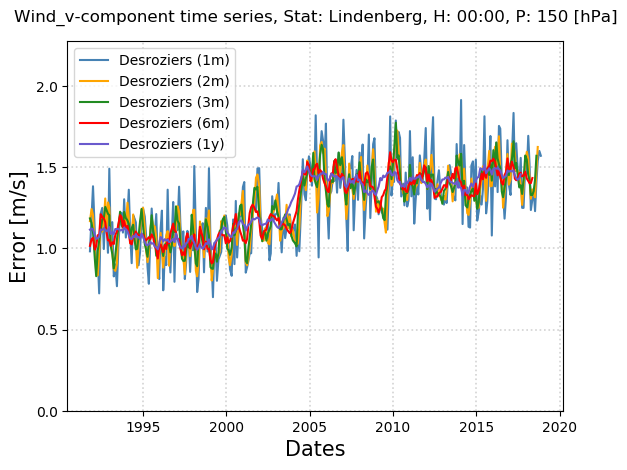 Wind_v-component time series, Stat: Lindenberg, H: 00:00, P: 150 [hPa]
Desroziers (1m)
Desroziers (2m)
Desroziers (3m)
Desroziers (6m)
Desroziers (1y)
Error [m/s]
2.0
1.5
1.0
0.5
0.0
1995 2000 2005 2010 2015 2020
Dates